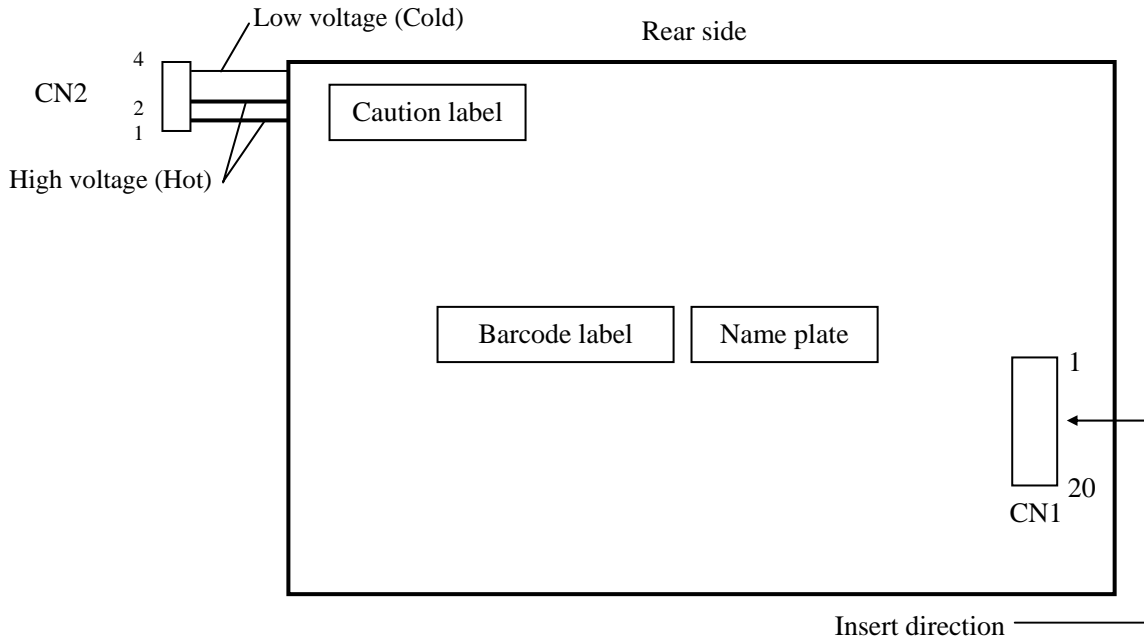 Low voltage (Cold)
Rear side
4
CN2
2
1
Caution label
High voltage (Hot)
Barcode label
Name plate
1
20
CN1
Insert direction